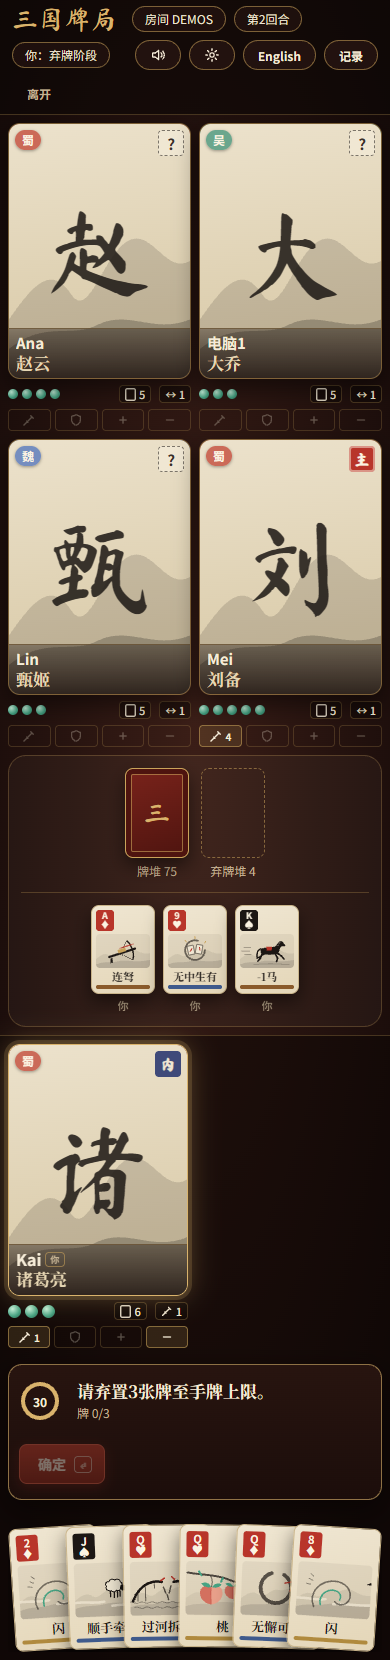 三国牌局 房间 DEMOS 第2回合
你：弃牌阶段 English 记录
离开
蜀 ?
赵
Ana
赵云
5 1
吴 ?
大
电脑1
大乔
5 1
魏 ?
甄
Lin
甄姬
5 1
蜀 主
刘
Mei
刘备
5 1
4
三
牌堆 75 弃牌堆 4
A 9 K
连弩 无中生有 -1马
你 你 你
蜀 内
诸
Kai 你
诸葛亮
6 1
1
30 请弃置3张牌至手牌上限。
牌 0/3
确定
2 J Q Q Q 8
闪 顺手牵 过河拆 桃 无懈可 闪